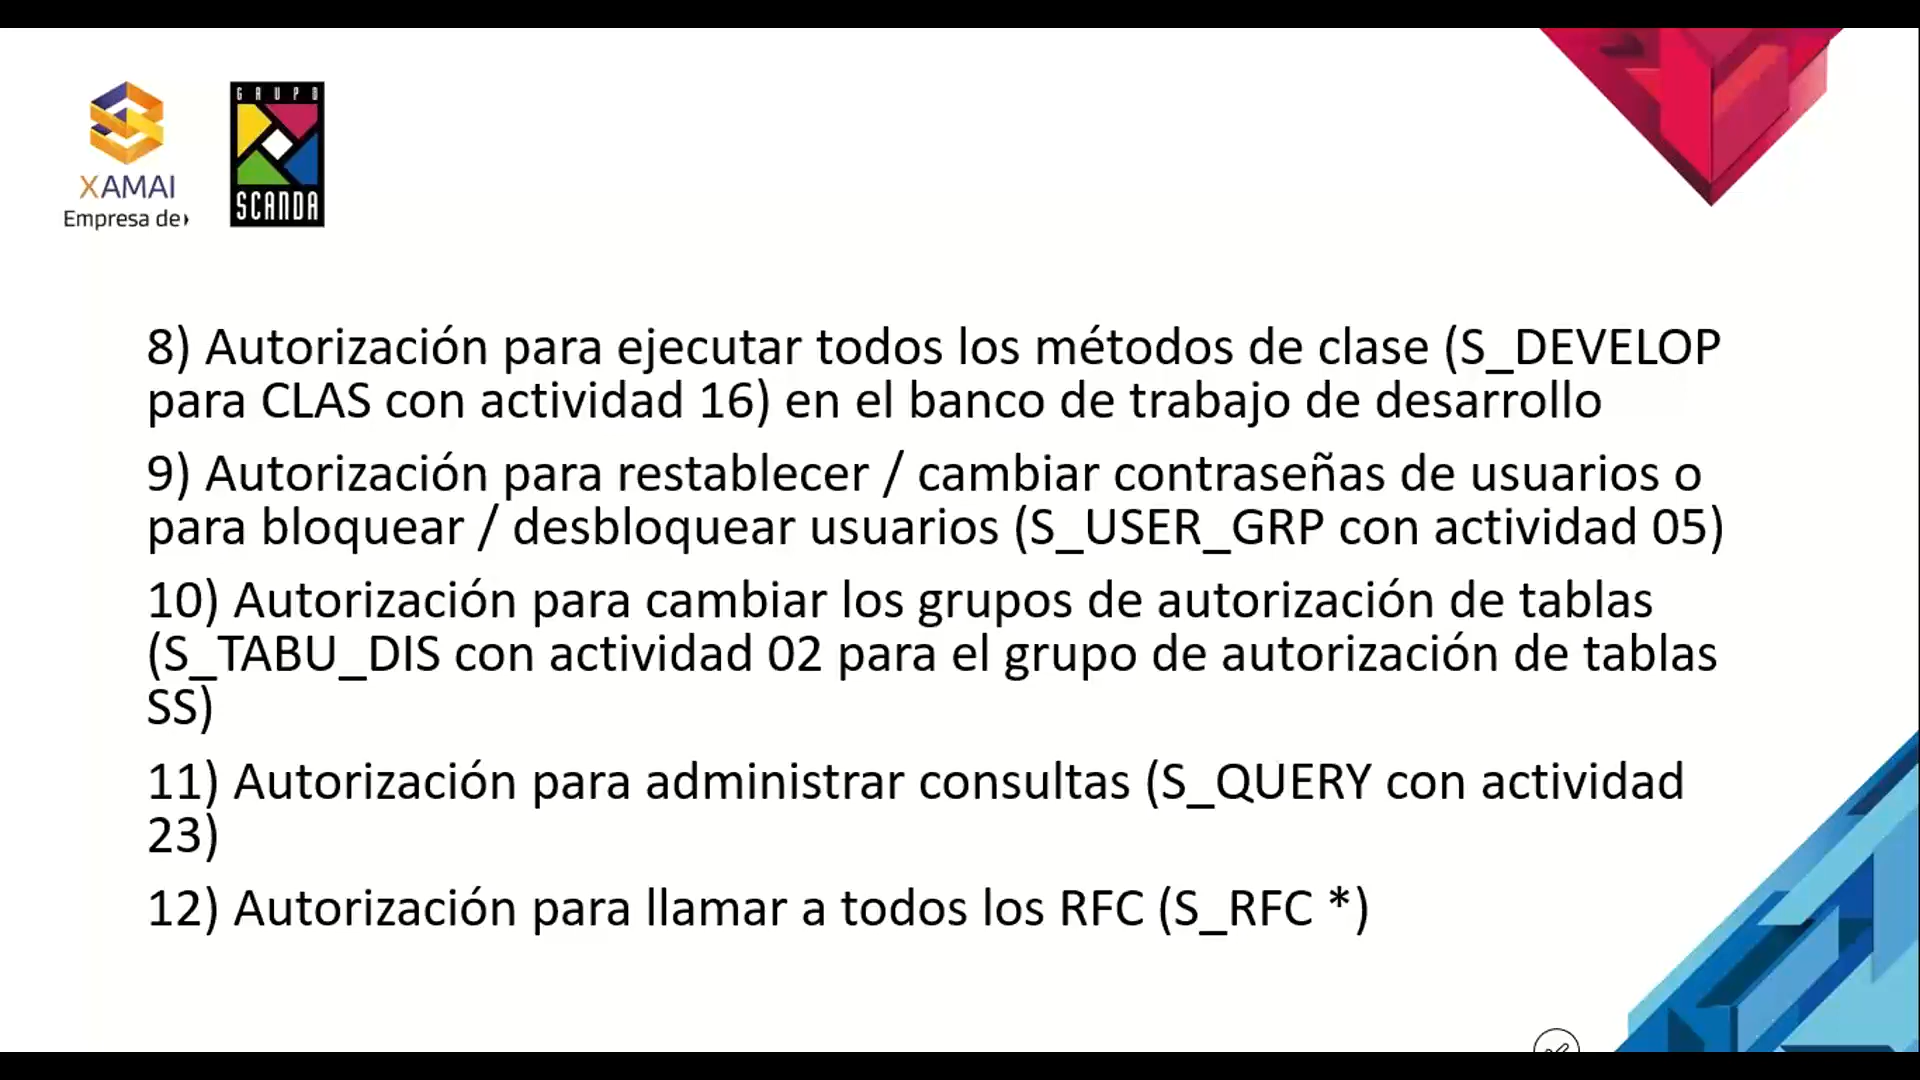 XAMAI
Empresa de
GRUPO
SCANDA
8) Autorización para ejecutar todos los métodos de clase (S_DEVELOP
para CLAS con actividad 16) en el banco de trabajo de desarrollo
9) Autorización para restablecer / cambiar contraseñas de usuarios o
para bloquear / desbloquear usuarios (S_USER_GRP con actividad 05)
10) Autorización para cambiar los grupos de autorización de tablas
(S_TABU_DIS con actividad 02 para el grupo de autorización de tablas
SS)
11) Autorización para administrar consultas (S_QUERY con actividad
23)
12) Autorización para llamar a todos los RFC (S_RFC *)